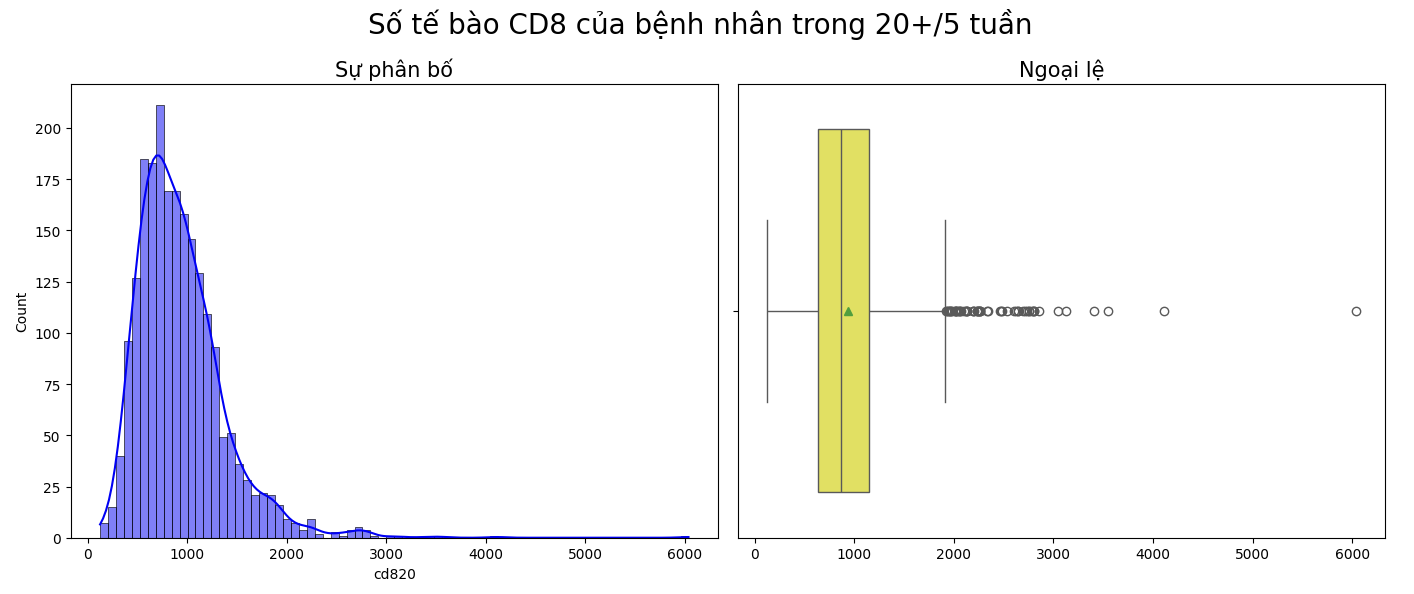 Số tế bào CD8 của bệnh nhân trong 20+/5 tuần
Sự phân bố
Ngoại lệ
Count
200
175
150
125
100
75
50
25
0
0 1000 2000 3000 4000 5000 6000
cd820
0 1000 2000 3000 4000 5000 6000